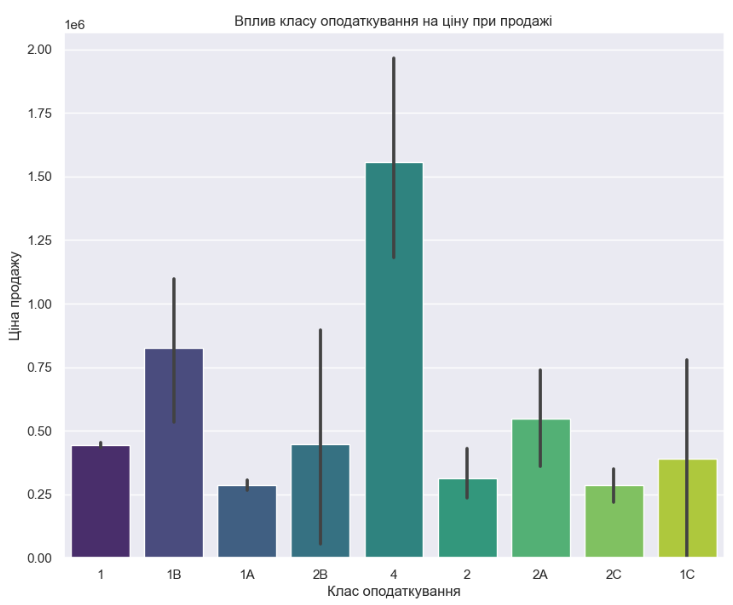 Вплив класу оподаткування на ціну при продажі
1e6
2.00
1.75
1.50
1.25
1.00
0.75
0.50
0.25
0.00
Ціна продажу
1 1B 1A 2B 4 2 2A 2C 1C
Клас оподаткування